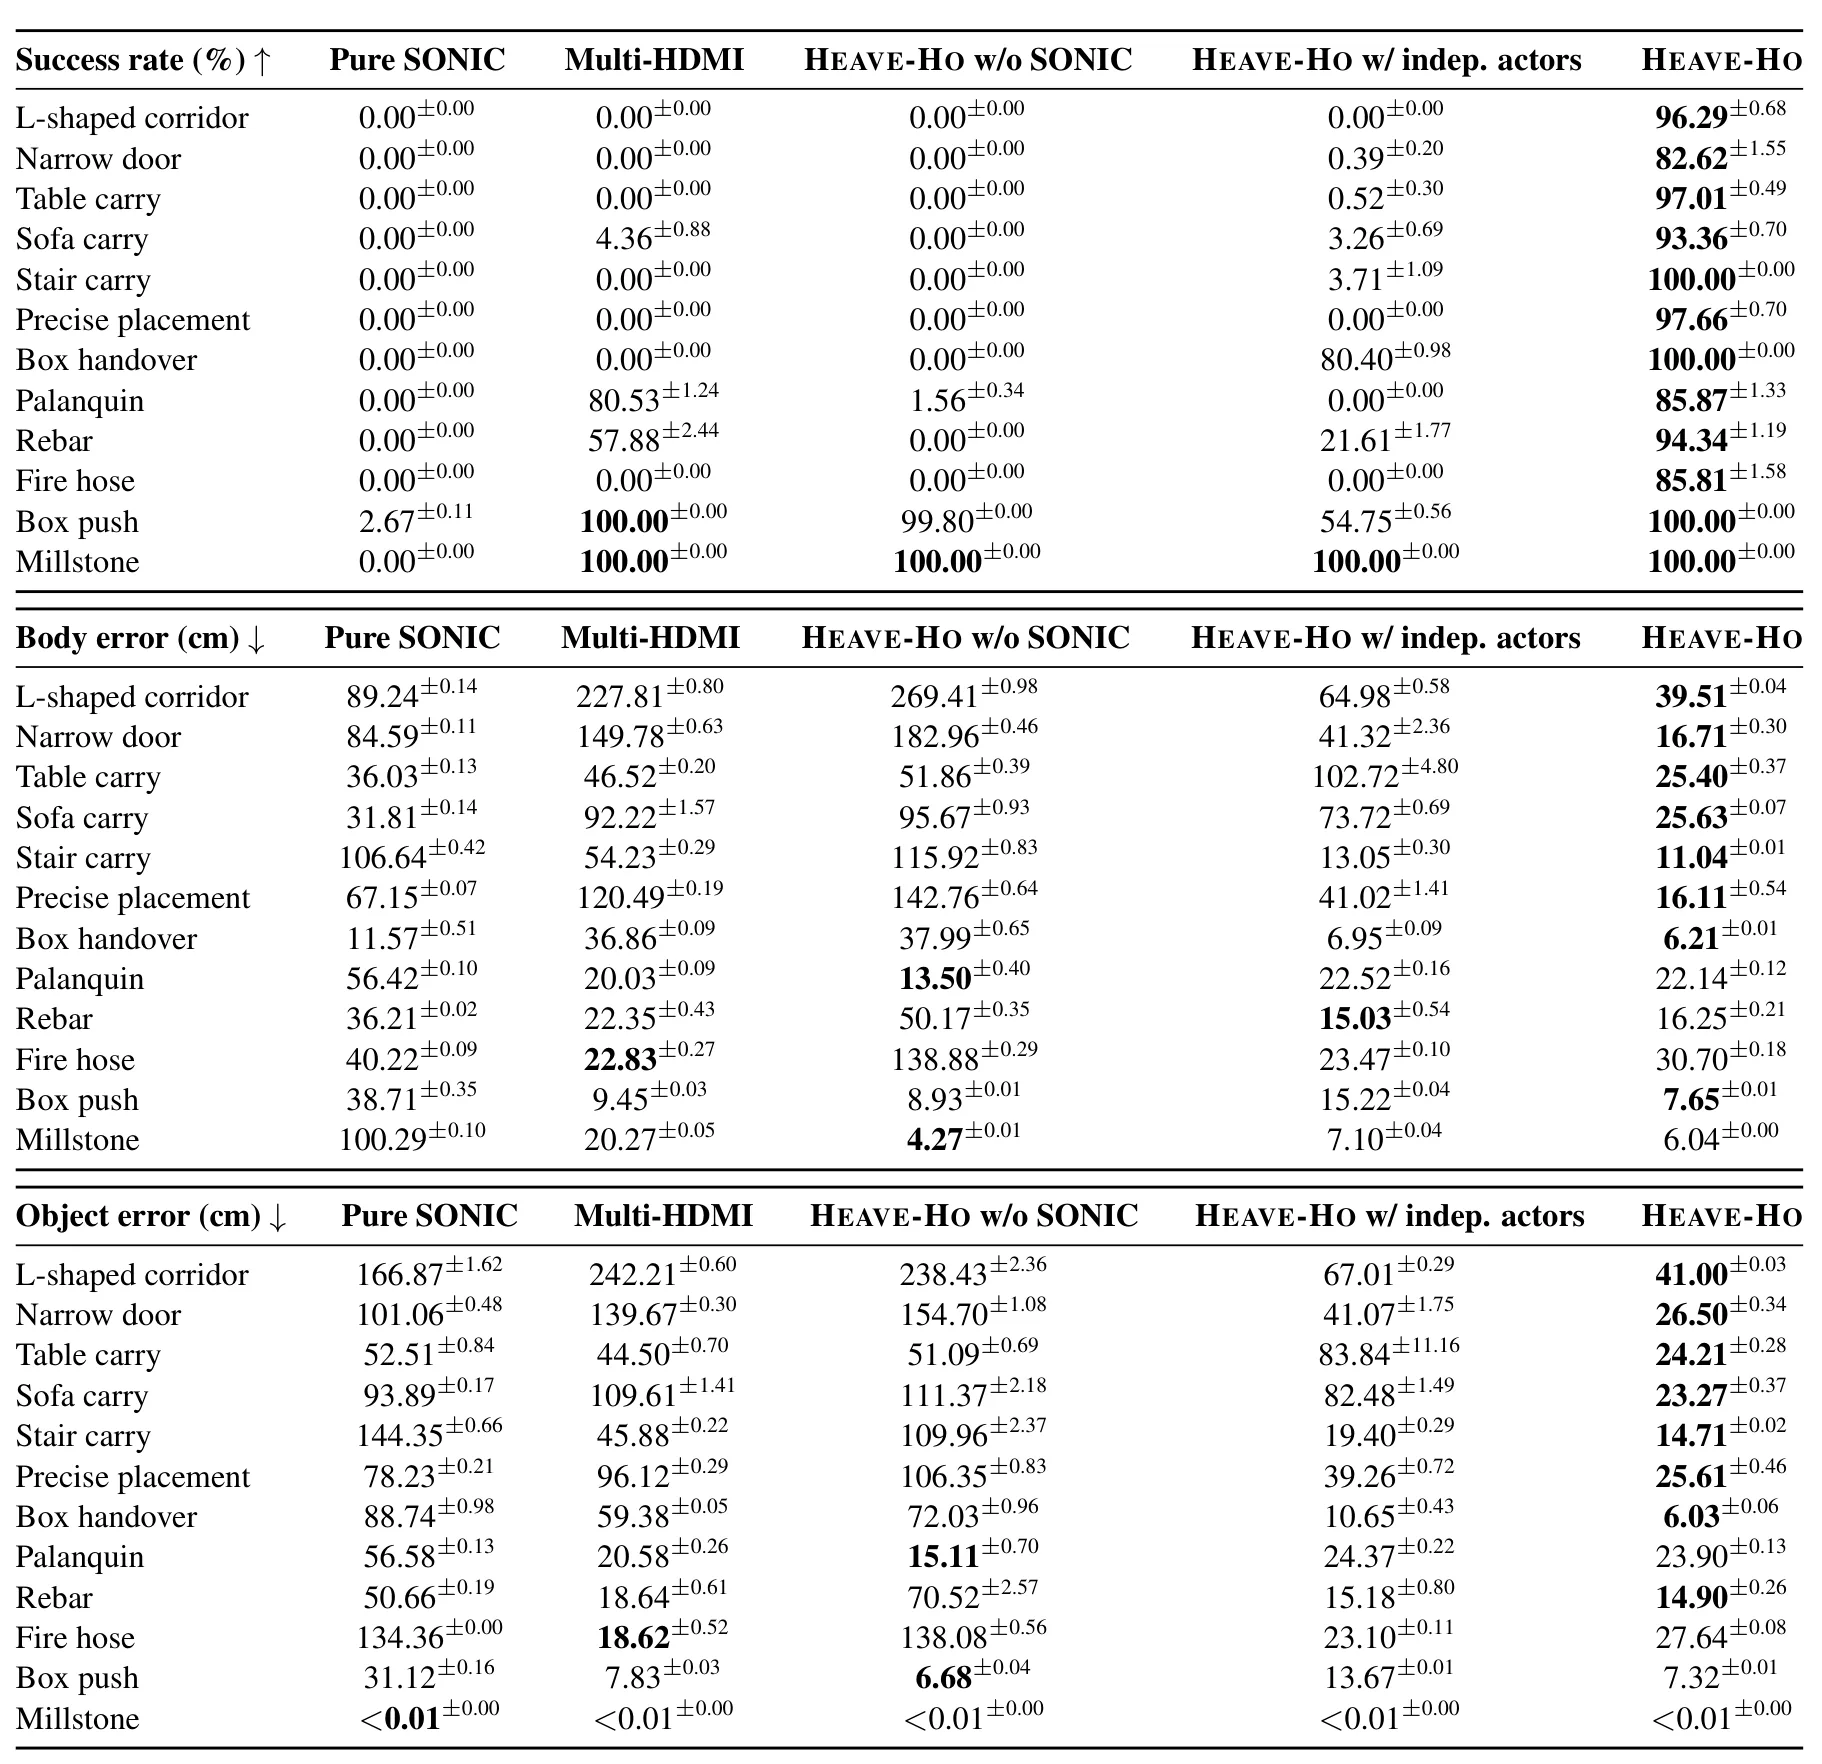 Success rate (%) ↑ Pure SONIC Multi-HDMI HEAVE-HO w/o SONIC HEAVE-HO w/ indep. actors HEAVE-HO
L-shaped corridor 0.00±0.00 0.00±0.00 0.00±0.00 0.00±0.00 96.29±0.68
Narrow door 0.00±0.00 0.00±0.00 0.00±0.00 0.39±0.20 82.62±1.55
Table carry 0.00±0.00 0.00±0.00 0.00±0.00 0.52±0.30 97.01±0.49
Sofa carry 0.00±0.00 4.36±0.88 0.00±0.00 3.26±0.69 93.36±0.70
Stair carry 0.00±0.00 0.00±0.00 0.00±0.00 3.71±1.09 100.00±0.00
Precise placement 0.00±0.00 0.00±0.00 0.00±0.00 0.00±0.00 97.66±0.70
Box handover 0.00±0.00 0.00±0.00 0.00±0.00 80.40±0.98 100.00±0.00
Palanquin 0.00±0.00 80.53±1.24 1.56±0.34 0.00±0.00 85.87±1.33
Rebar 0.00±0.00 57.88±2.44 0.00±0.00 21.61±1.77 94.34±1.19
Fire hose 0.00±0.00 0.00±0.00 0.00±0.00 0.00±0.00 85.81±1.58
Box push 2.67±0.11 100.00±0.00 99.80±0.00 54.75±0.56 100.00±0.00
Millstone 0.00±0.00 100.00±0.00 100.00±0.00 100.00±0.00 100.00±0.00
Body error (cm) ↓ Pure SONIC Multi-HDMI HEAVE-HO w/o SONIC HEAVE-HO w/ indep. actors HEAVE-HO
L-shaped corridor 89.24±0.14 227.81±0.80 269.41±0.98 64.98±0.58 39.51±0.04
Narrow door 84.59±0.11 149.78±0.63 182.96±0.46 41.32±2.36 16.71±0.30
Table carry 36.03±0.13 46.52±0.20 51.86±0.39 102.72±4.80 25.40±0.37
Sofa carry 31.81±0.14 92.22±1.57 95.67±0.93 73.72±0.69 25.63±0.07
Stair carry 106.64±0.42 54.23±0.29 115.92±0.83 13.05±0.30 11.04±0.01
Precise placement 67.15±0.07 120.49±0.19 142.76±0.64 41.02±1.41 16.11±0.54
Box handover 11.57±0.51 36.86±0.09 37.99±0.65 6.95±0.09 6.21±0.01
Palanquin 56.42±0.10 20.03±0.09 13.50±0.40 22.52±0.16 22.14±0.12
Rebar 36.21±0.02 22.35±0.43 50.17±0.35 15.03±0.54 16.25±0.21
Fire hose 40.22±0.09 22.83±0.27 138.88±0.29 23.47±0.10 30.70±0.18
Box push 38.71±0.35 9.45±0.03 8.93±0.01 15.22±0.04 7.65±0.01
Millstone 100.29±0.10 20.27±0.05 4.27±0.01 7.10±0.04 6.04±0.00
Object error (cm) ↓ Pure SONIC Multi-HDMI HEAVE-HO w/o SONIC HEAVE-HO w/ indep. actors HEAVE-HO
L-shaped corridor 166.87±1.62 242.21±0.60 238.43±2.36 67.01±0.29 41.00±0.03
Narrow door 101.06±0.48 139.67±0.30 154.70±1.08 41.07±1.75 26.50±0.34
Table carry 52.51±0.84 44.50±0.70 51.09±0.69 83.84±11.16 24.21±0.28
Sofa carry 93.89±0.17 109.61±1.41 111.37±2.18 82.48±1.49 23.27±0.37
Stair carry 144.35±0.66 45.88±0.22 109.96±2.37 19.40±0.29 14.71±0.02
Precise placement 78.23±0.21 96.12±0.29 106.35±0.83 39.26±0.72 25.61±0.46
Box handover 88.74±0.98 59.38±0.05 72.03±0.96 10.65±0.43 6.03±0.06
Palanquin 56.58±0.13 20.58±0.26 15.11±0.70 24.37±0.22 23.90±0.13
Rebar 50.66±0.19 18.64±0.61 70.52±2.57 15.18±0.80 14.90±0.26
Fire hose 134.36±0.00 18.62±0.52 138.08±0.56 23.10±0.11 27.64±0.08
Box push 31.12±0.16 7.83±0.03 6.68±0.04 13.67±0.01 7.32±0.01
Millstone <0.01±0.00 <0.01±0.00 <0.01±0.00 <0.01±0.00 <0.01±0.00